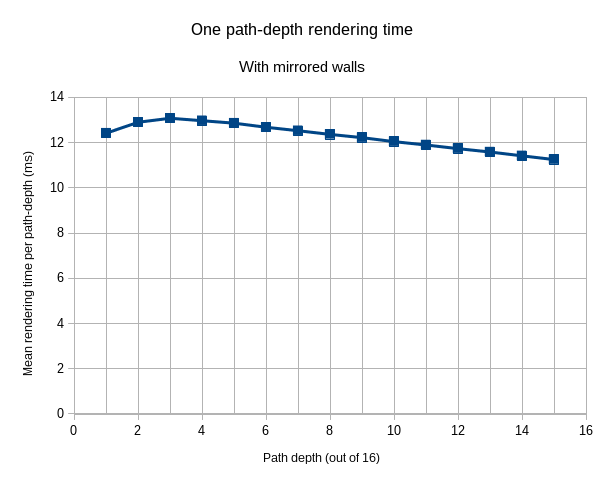 One path-depth rendering time
With mirrored walls
Mean rendering time per path-depth (ms)
14
12
10
8
6
4
2
0
0 2 4 6 8 10 12 14 16
Path depth (out of 16)